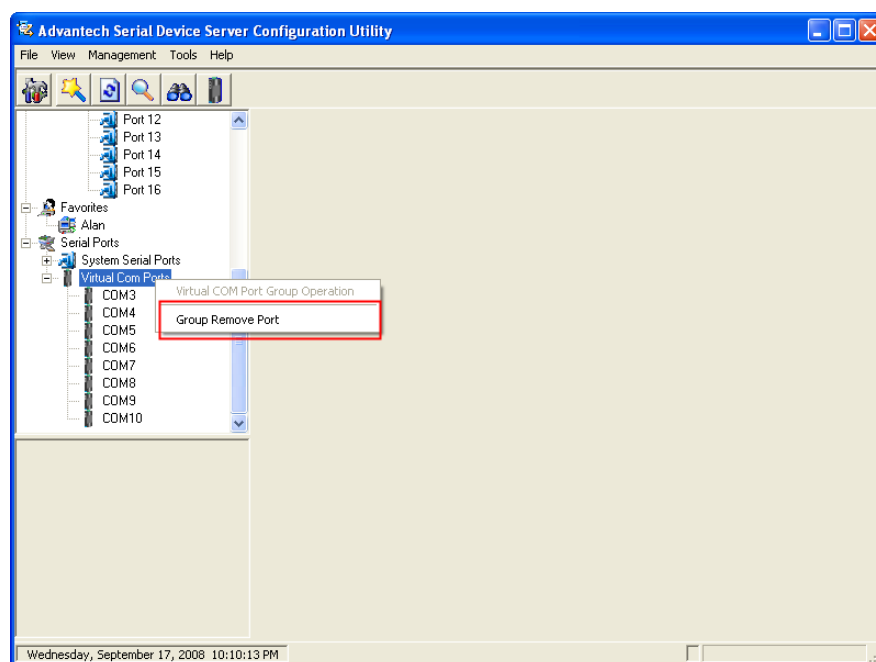 Advantech Serial Device Server Configuration Utility
File View Management Tools Help
Port 12
Port 13
Port 14
Port 15
Port 16
Favorites
Alan
Serial Ports
System Serial Ports
Virtual Com Ports
Virtual COM Port Group Operation
COM3
COM4
Group Remove Port
COM5
COM6
COM7
COM8
COM9
COM10
Wednesday, September 17, 2008 10:10:13 PM